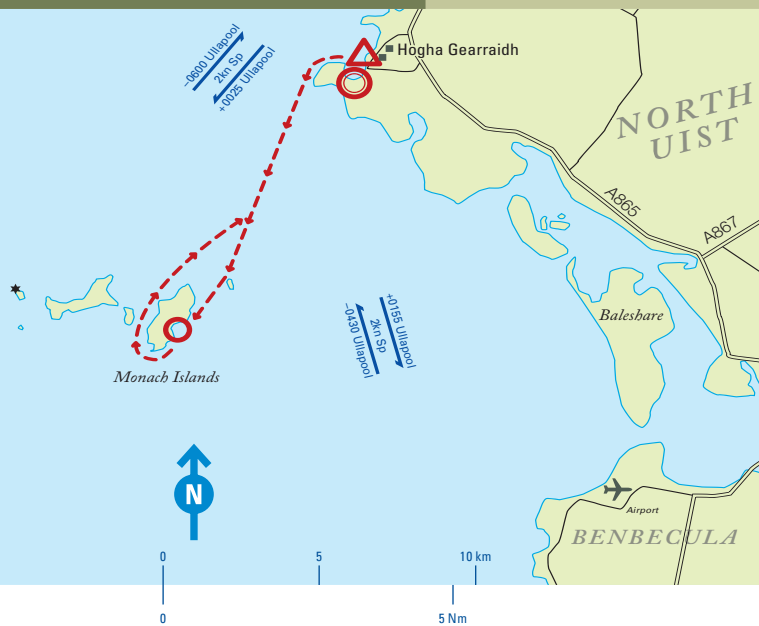 –0600 Ullapool
2kn Sp
+0025 Ullapool
Hogha Gearraidh
NORTH
UIST
A865
A867
+0155 Ullapool
2kn Sp
–0430 Ullapool
Baleshare
Monach Islands
N
Airport
BENBECULA
0
5
10 km
0
5 Nm